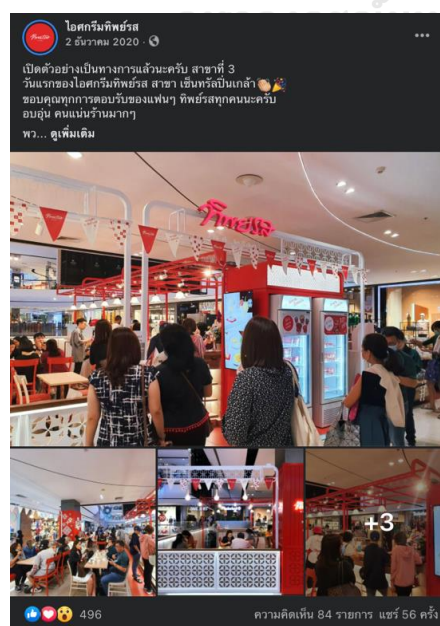 ไอศกรีมทิพย์รส
2 ธันวาคม 2020 ·
เปิดตัวอย่างเป็นทางการแล้วนะครับ สาขาที่ 3
วันแรกของไอศกรีมทิพย์รส สาขา เซ็นทรัลปิ่นเกล้า👏🏻🎉
ขอบคุณทุกการตอบรับของแฟนๆ ทิพย์รสทุกคนนะครับ
อบอุ่น คนแน่นร้านมากๆ
พว... ดูเพิ่มเติม
ทิพย์รส
+3
496
ความคิดเห็น 84 รายการ แชร์ 56 ครั้ง